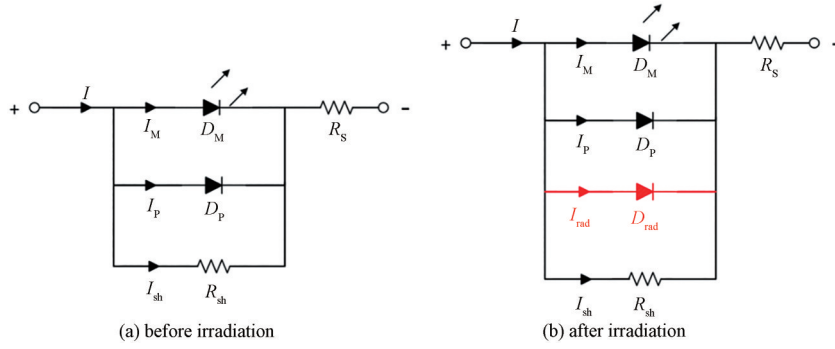 I
+
I_M
D_M
R_S
-
I_P
D_P
I_sh
R_sh
(a) before irradiation
I
+
I_M
D_M
R_S
-
I_P
D_P
I_rad
D_rad
I_sh
R_sh
(b) after irradiation